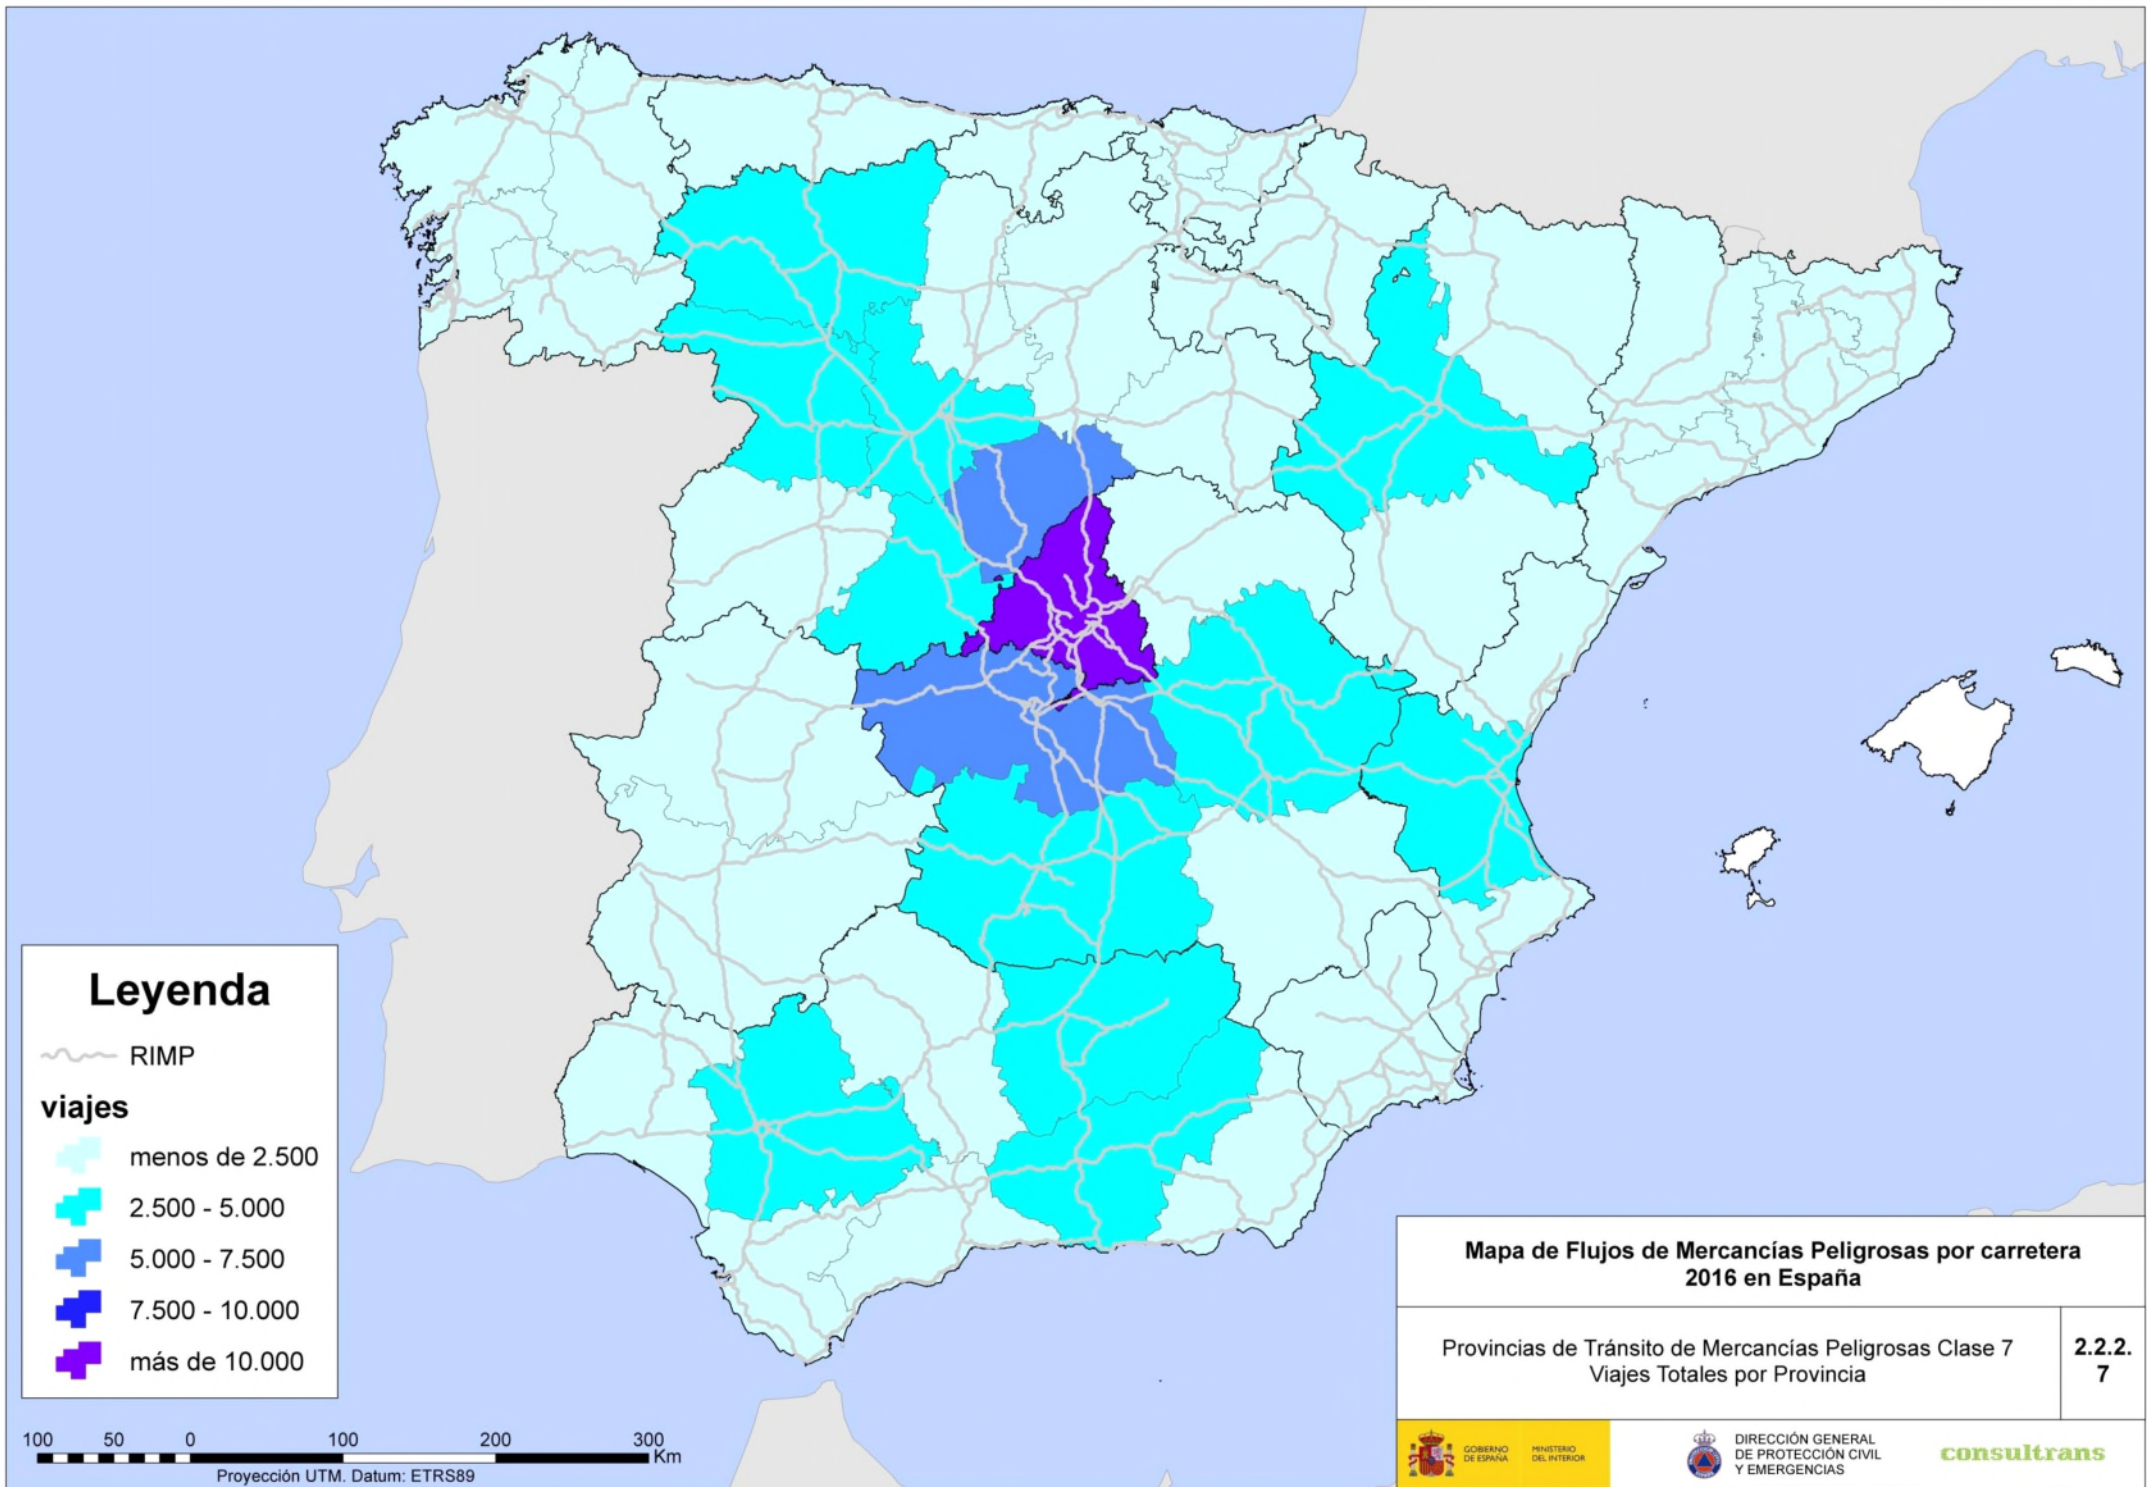 Leyenda
RIMP
viajes
menos de 2.500
2.500 - 5.000
5.000 - 7.500
7.500 - 10.000
más de 10.000
100 50 0 100 200 300
Km
Proyección UTM. Datum: ETRS89
Mapa de Flujos de Mercancías Peligrosas por carretera
2016 en España
Provincias de Tránsito de Mercancías Peligrosas Clase 7
Viajes Totales por Provincia
2.2.2.
7
GOBIERNO
DE ESPAÑA
MINISTERIO
DEL INTERIOR
DIRECCIÓN GENERAL
DE PROTECCIÓN CIVIL
Y EMERGENCIAS
consultrans